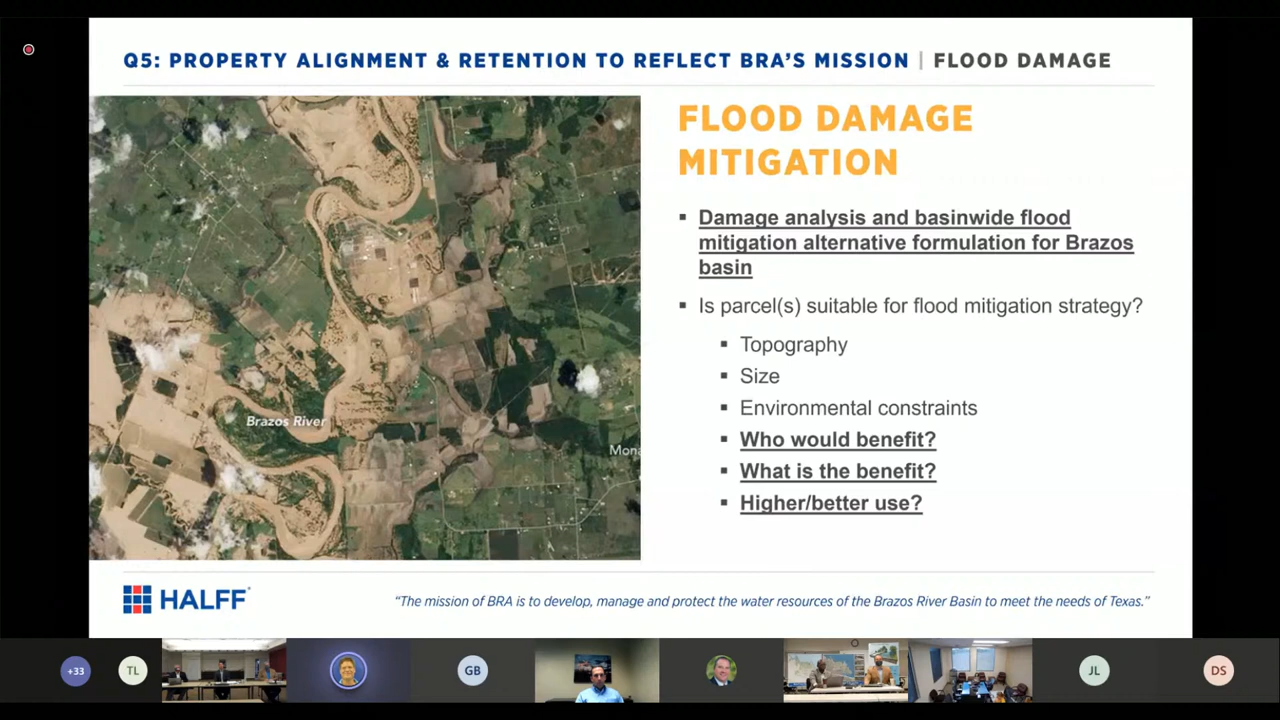 Q5: PROPERTY ALIGNMENT & RETENTION TO REFLECT BRA'S MISSION | FLOOD DAMAGE
FLOOD DAMAGE
MITIGATION
▪ Damage analysis and basinwide flood
mitigation alternative formulation for Brazos
basin
▪ Is parcel(s) suitable for flood mitigation strategy?
▪ Topography
▪ Size
▪ Environmental constraints
▪ Who would benefit?
▪ What is the benefit?
▪ Higher/better use?
Brazos River
Mona
HALFF
“The mission of BRA is to develop, manage and protect the water resources of the Brazos River Basin to meet the needs of Texas.”
+33
TL
GB
JL
DS